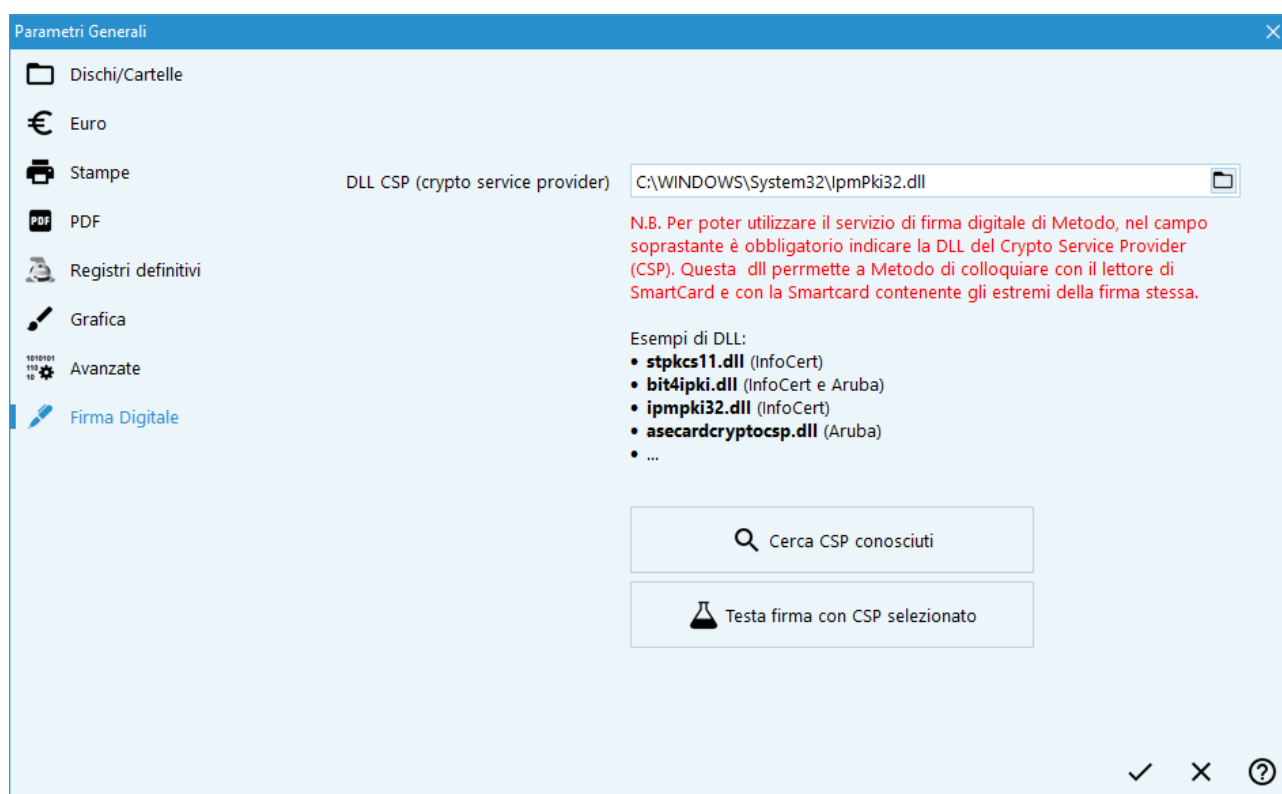 Parametri Generali
Dischi/Cartelle
Euro
Stampe
PDF
PDF
Registri definitivi
Grafica
1010101
110
10
Avanzate
Firma Digitale
DLL CSP (crypto service provider)
C:\WINDOWS\System32\IpmPki32.dll
N.B. Per poter utilizzare il servizio di firma digitale di Metodo, nel campo
soprastante è obbligatorio indicare la DLL del Crypto Service Provider
(CSP). Questa  dll perrmette a Metodo di colloquiare con il lettore di
SmartCard e con la Smartcard contenente gli estremi della firma stessa.
Esempi di DLL:
• stpkcs11.dll (InfoCert)
• bit4ipki.dll (InfoCert e Aruba)
• ipmpki32.dll (InfoCert)
• asecardcryptocsp.dll (Aruba)
• ...
Cerca CSP conosciuti
Testa firma con CSP selezionato